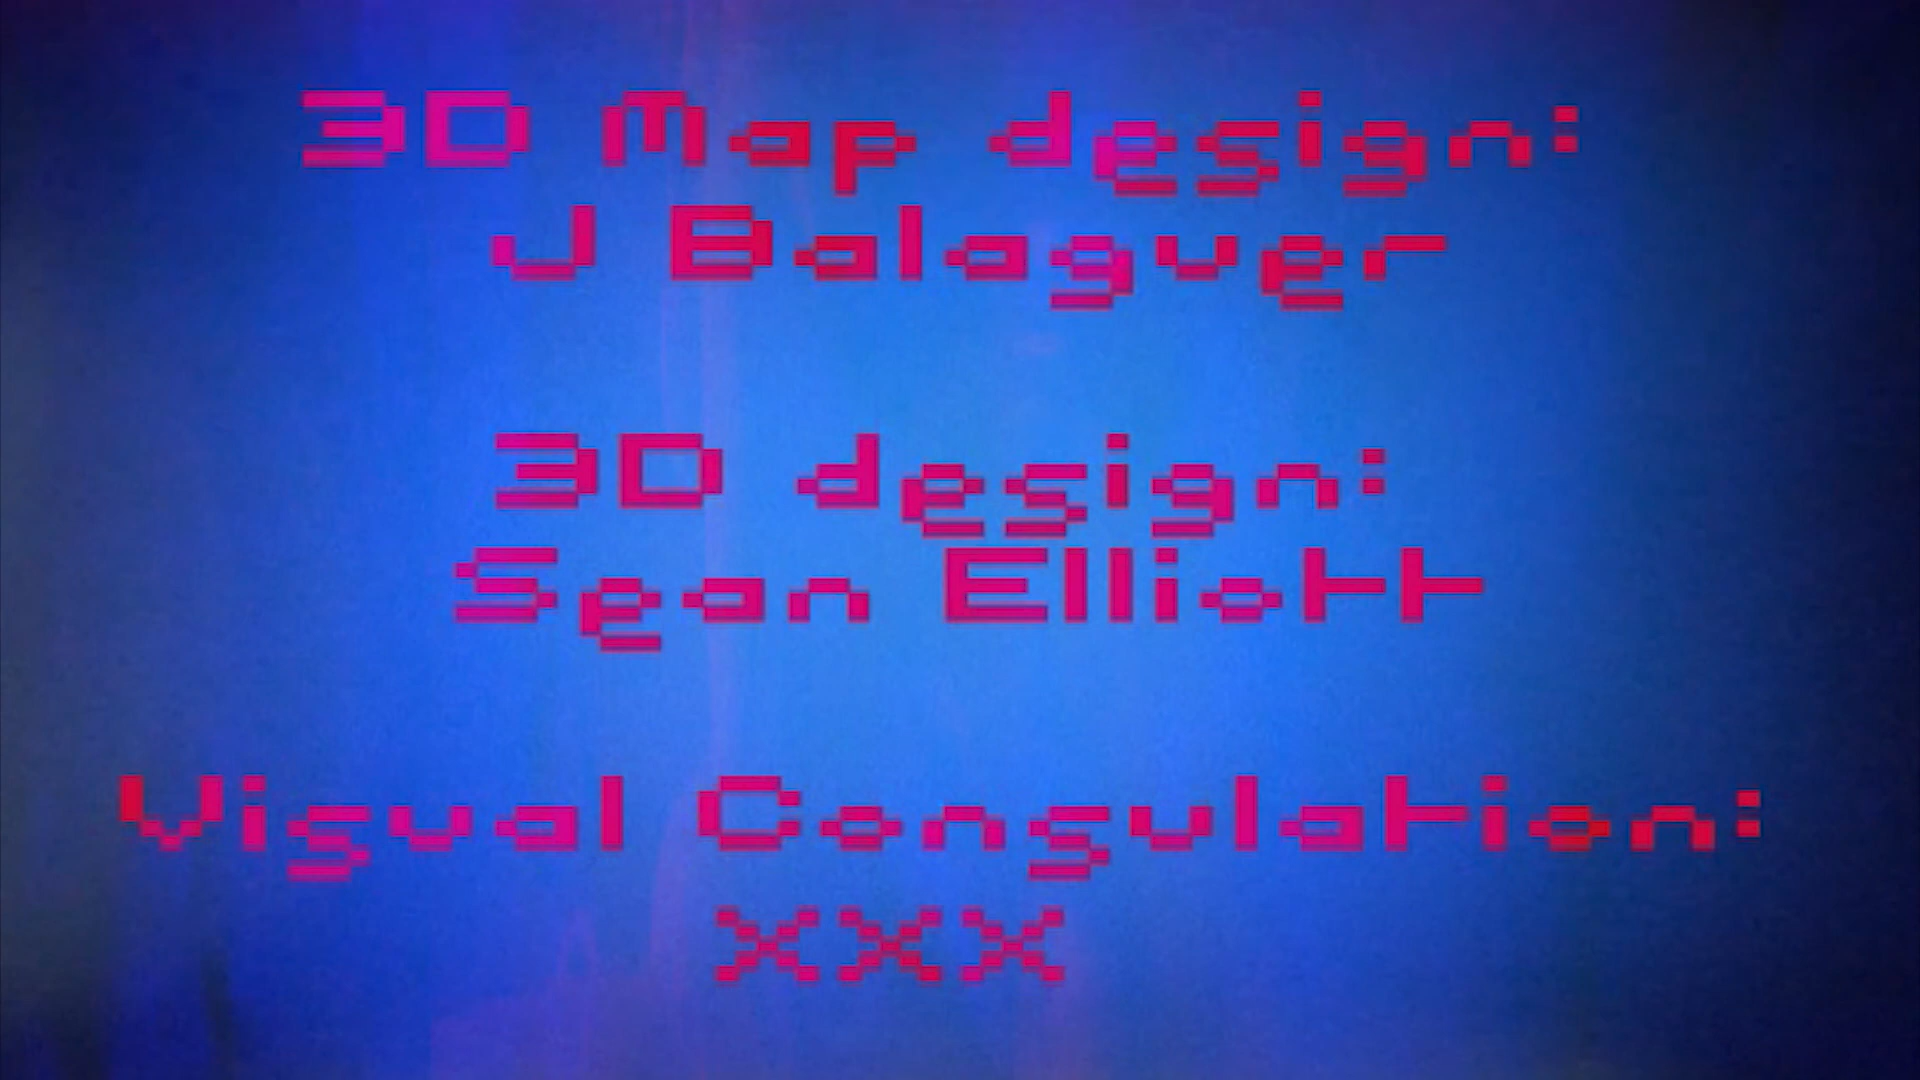 3D Map design:
J Balaguer
3D design:
Sean Elliott
Visual Consulation:
XXX